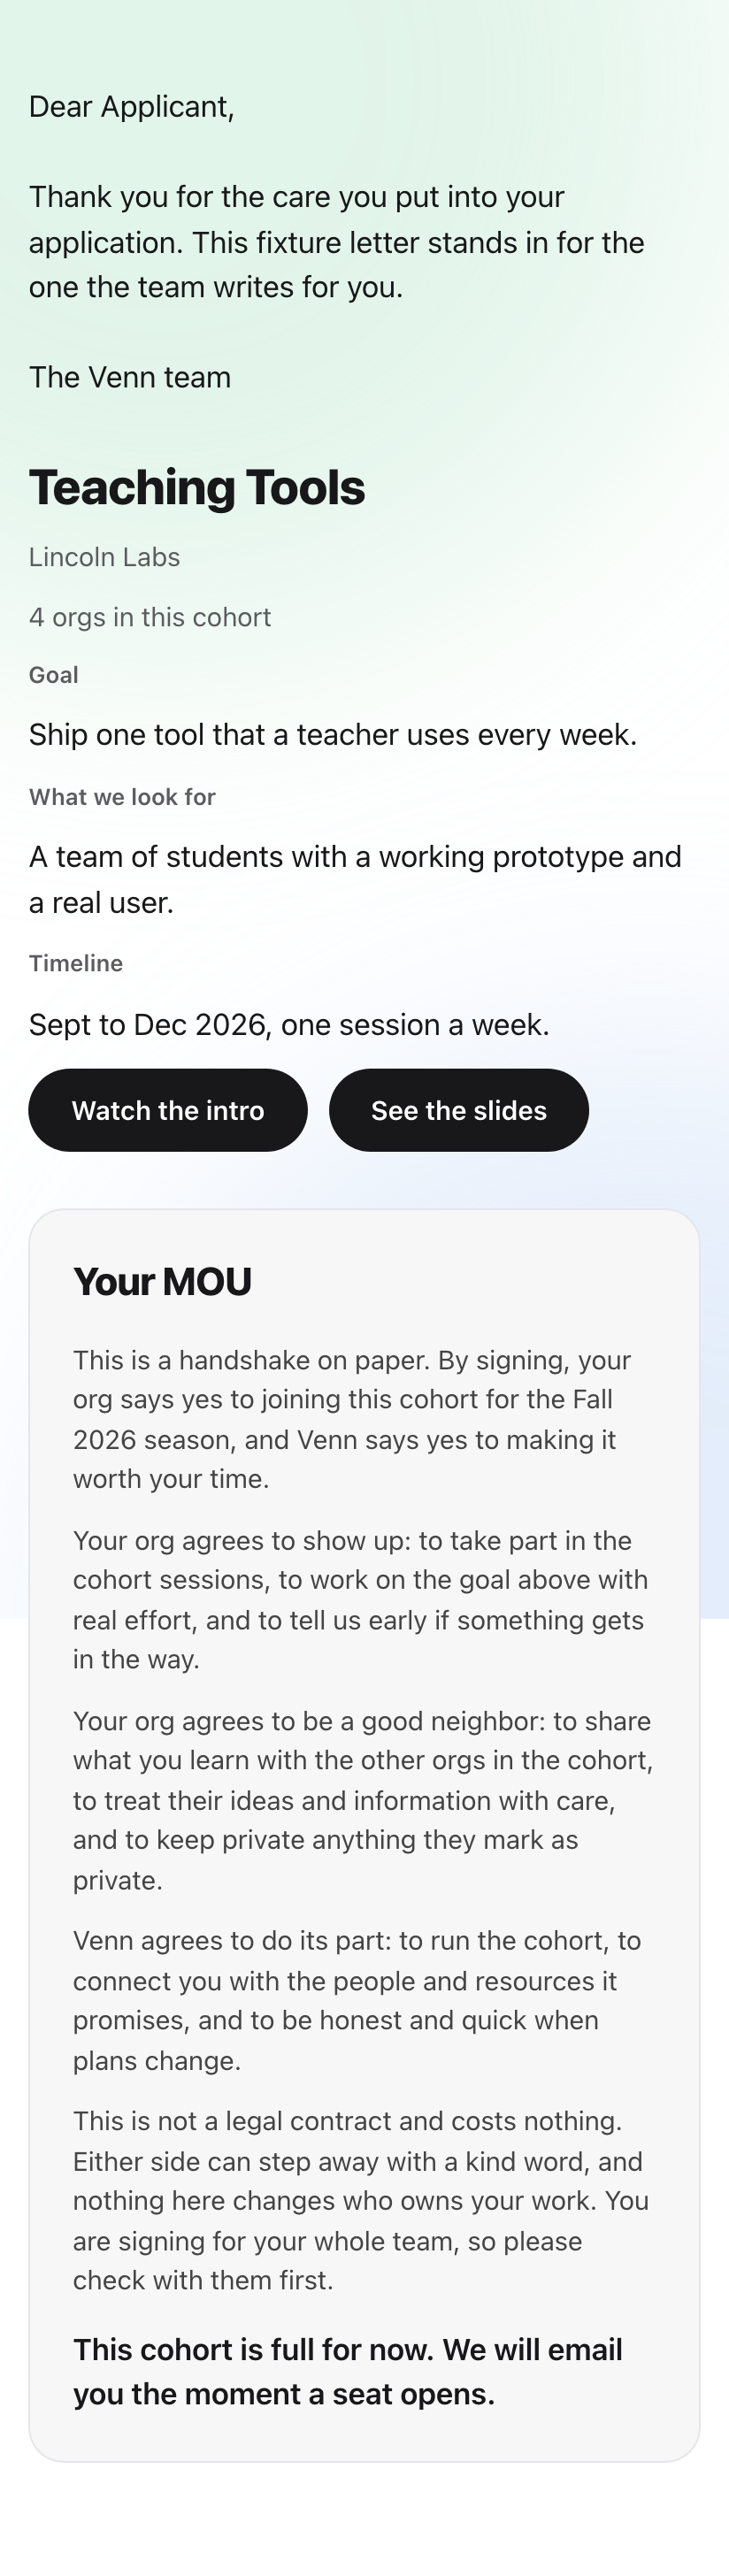 Dear Applicant,
Thank you for the care you put into your
application. This fixture letter stands in for the
one the team writes for you.
The Venn team
Teaching Tools
Lincoln Labs
4 orgs in this cohort
Goal
Ship one tool that a teacher uses every week.
What we look for
A team of students with a working prototype and
a real user.
Timeline
Sept to Dec 2026, one session a week.
Watch the intro
See the slides
Your MOU
This is a handshake on paper. By signing, your
org says yes to joining this cohort for the Fall
2026 season, and Venn says yes to making it
worth your time.
Your org agrees to show up: to take part in the
cohort sessions, to work on the goal above with
real effort, and to tell us early if something gets
in the way.
Your org agrees to be a good neighbor: to share
what you learn with the other orgs in the cohort,
to treat their ideas and information with care,
and to keep private anything they mark as
private.
Venn agrees to do its part: to run the cohort, to
connect you with the people and resources it
promises, and to be honest and quick when
plans change.
This is not a legal contract and costs nothing.
Either side can step away with a kind word, and
nothing here changes who owns your work. You
are signing for your whole team, so please
check with them first.
This cohort is full for now. We will email
you the moment a seat opens.